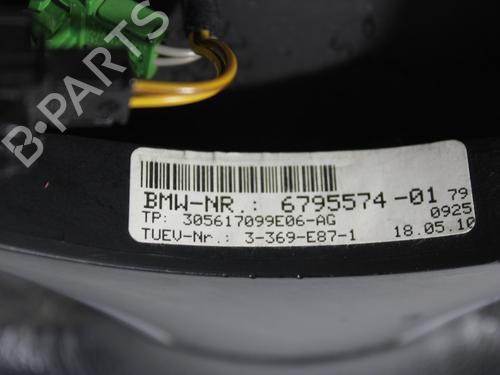 B-PARTS
BMW-NR.: 6795574-01 79
TP: 305617099E06-AG 0925
TUEV-Nr.: 3-369-E87-1 18.05.10